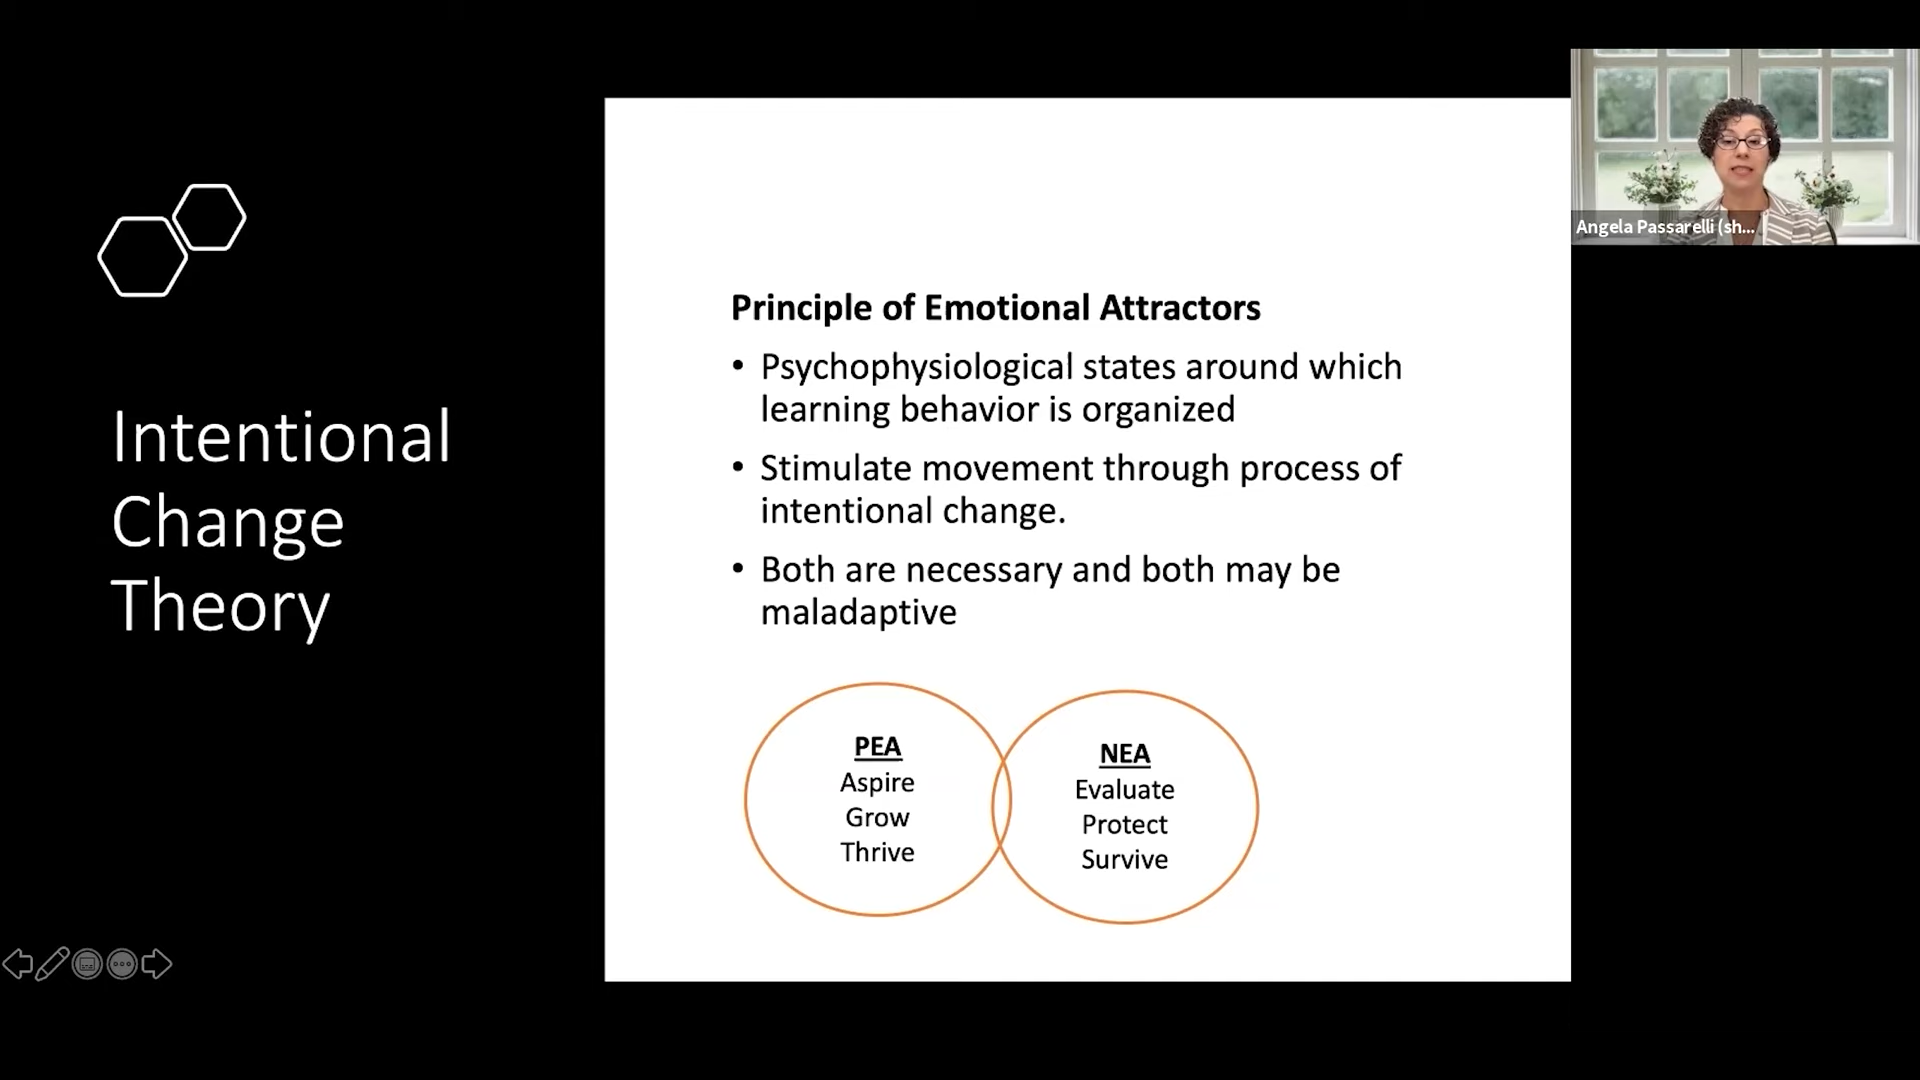 Intentional
Change
Theory
Principle of Emotional Attractors
• Psychophysiological states around which
learning behavior is organized
• Stimulate movement through process of
intentional change.
• Both are necessary and both may be
maladaptive
PEA
Aspire
Grow
Thrive
NEA
Evaluate
Protect
Survive
Angela Passarelli (sh...